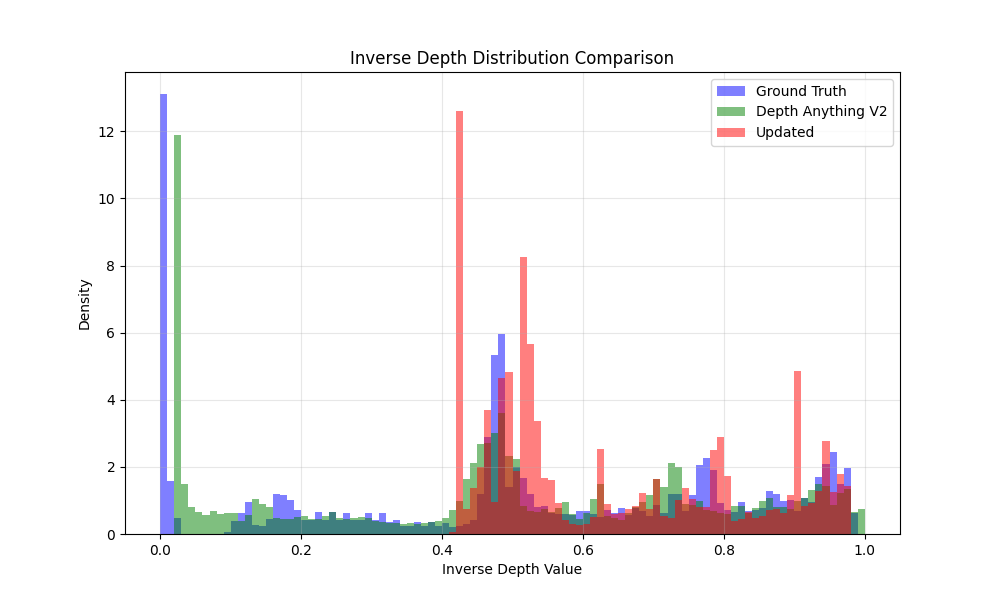 Inverse Depth Distribution Comparison
Ground Truth
Depth Anything V2
Updated
Density
12
10
8
6
4
2
0
0.0 0.2 0.4 0.6 0.8 1.0
Inverse Depth Value